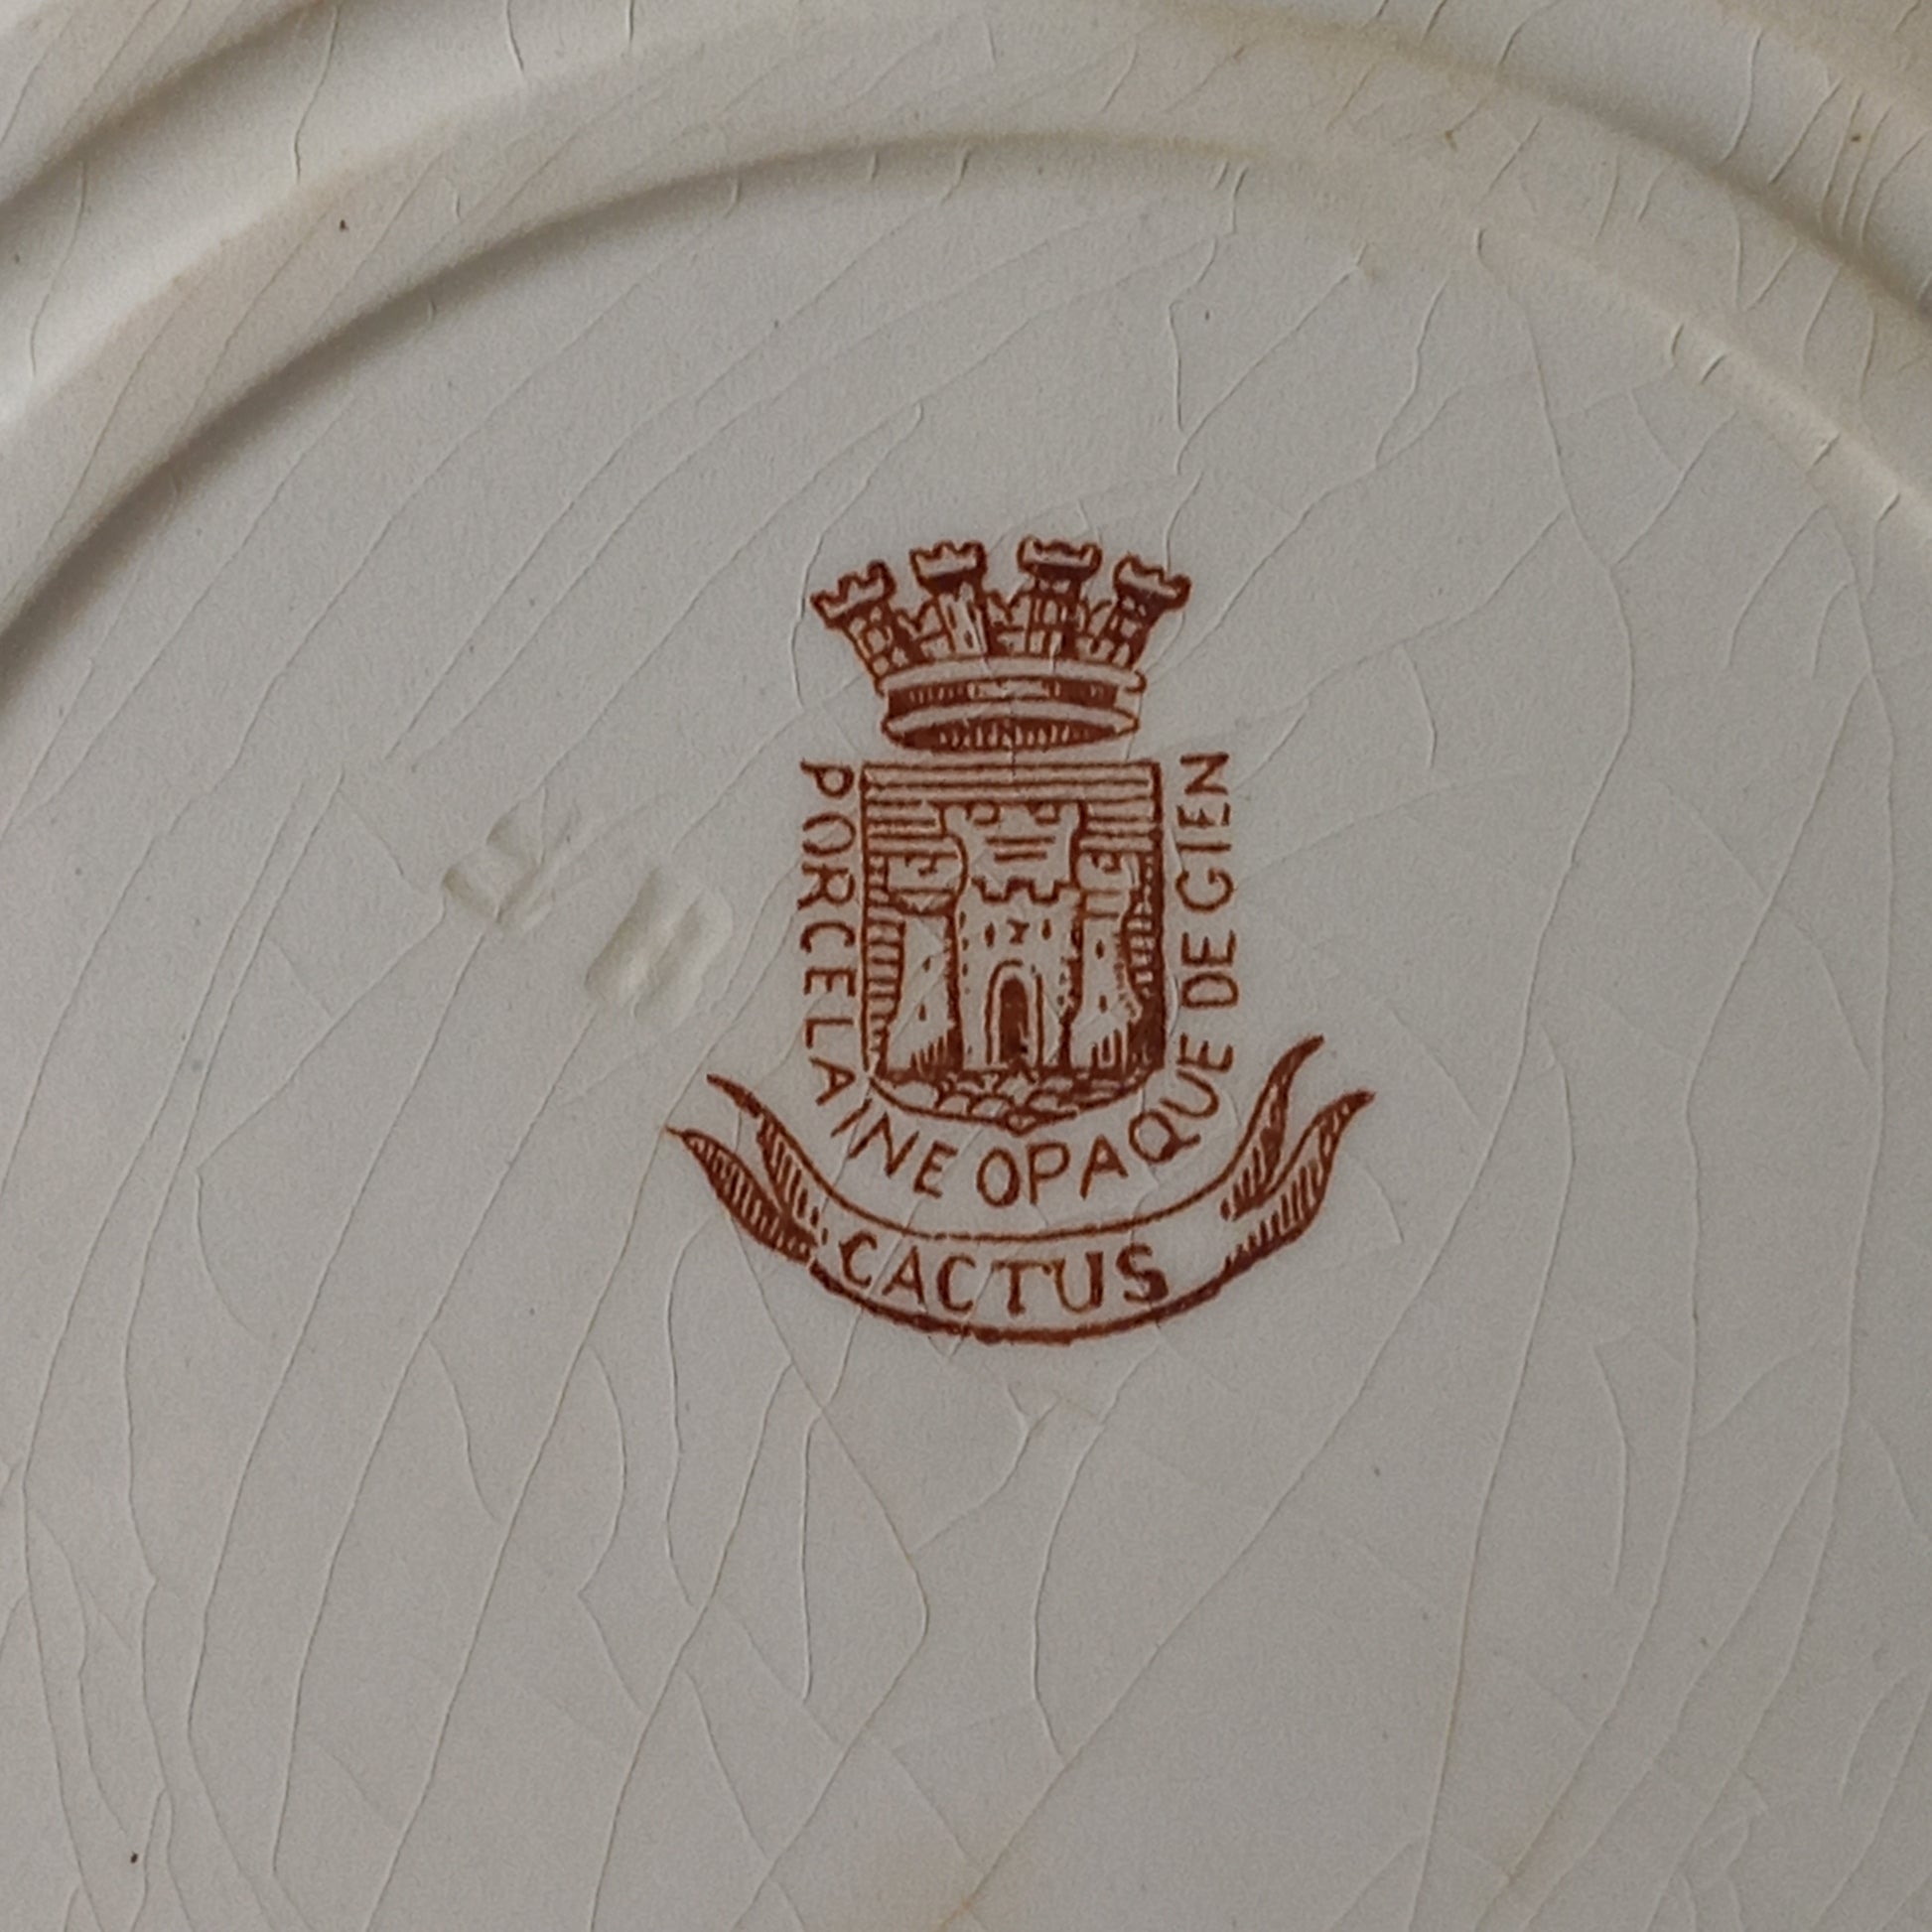 PORCELAINE OPAQUE DE GIEN
CACTUS